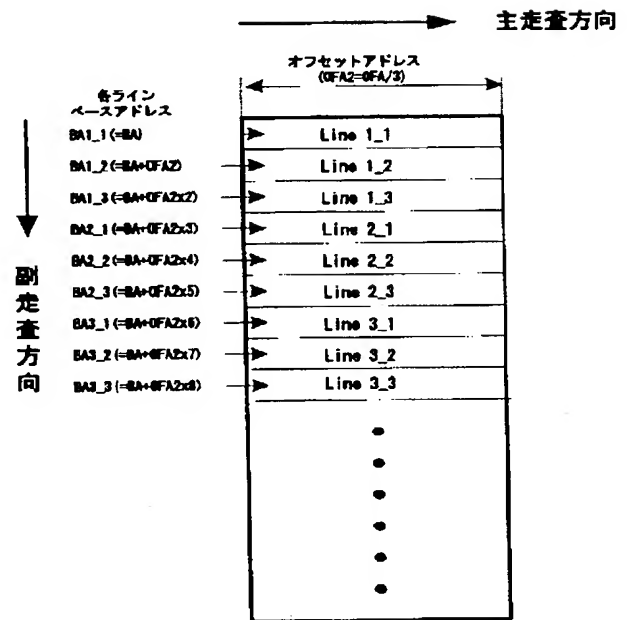 主走査方向
オフセットアドレス
(OFA2=OFA/3)
各ライン
ベースアドレス
BA1_1(=BA) Line 1_1
BA1_2(=BA+OFA2) Line 1_2
BA1_3(=BA+OFA2x2) Line 1_3
BA2_1(=BA+OFA2x3) Line 2_1
BA2_2(=BA+OFA2x4) Line 2_2
BA2_3(=BA+OFA2x5) Line 2_3
BA3_1(=BA+OFA2x6) Line 3_1
BA3_2(=BA+OFA2x7) Line 3_2
BA3_3(=BA+OFA2x8) Line 3_3
副走査方向